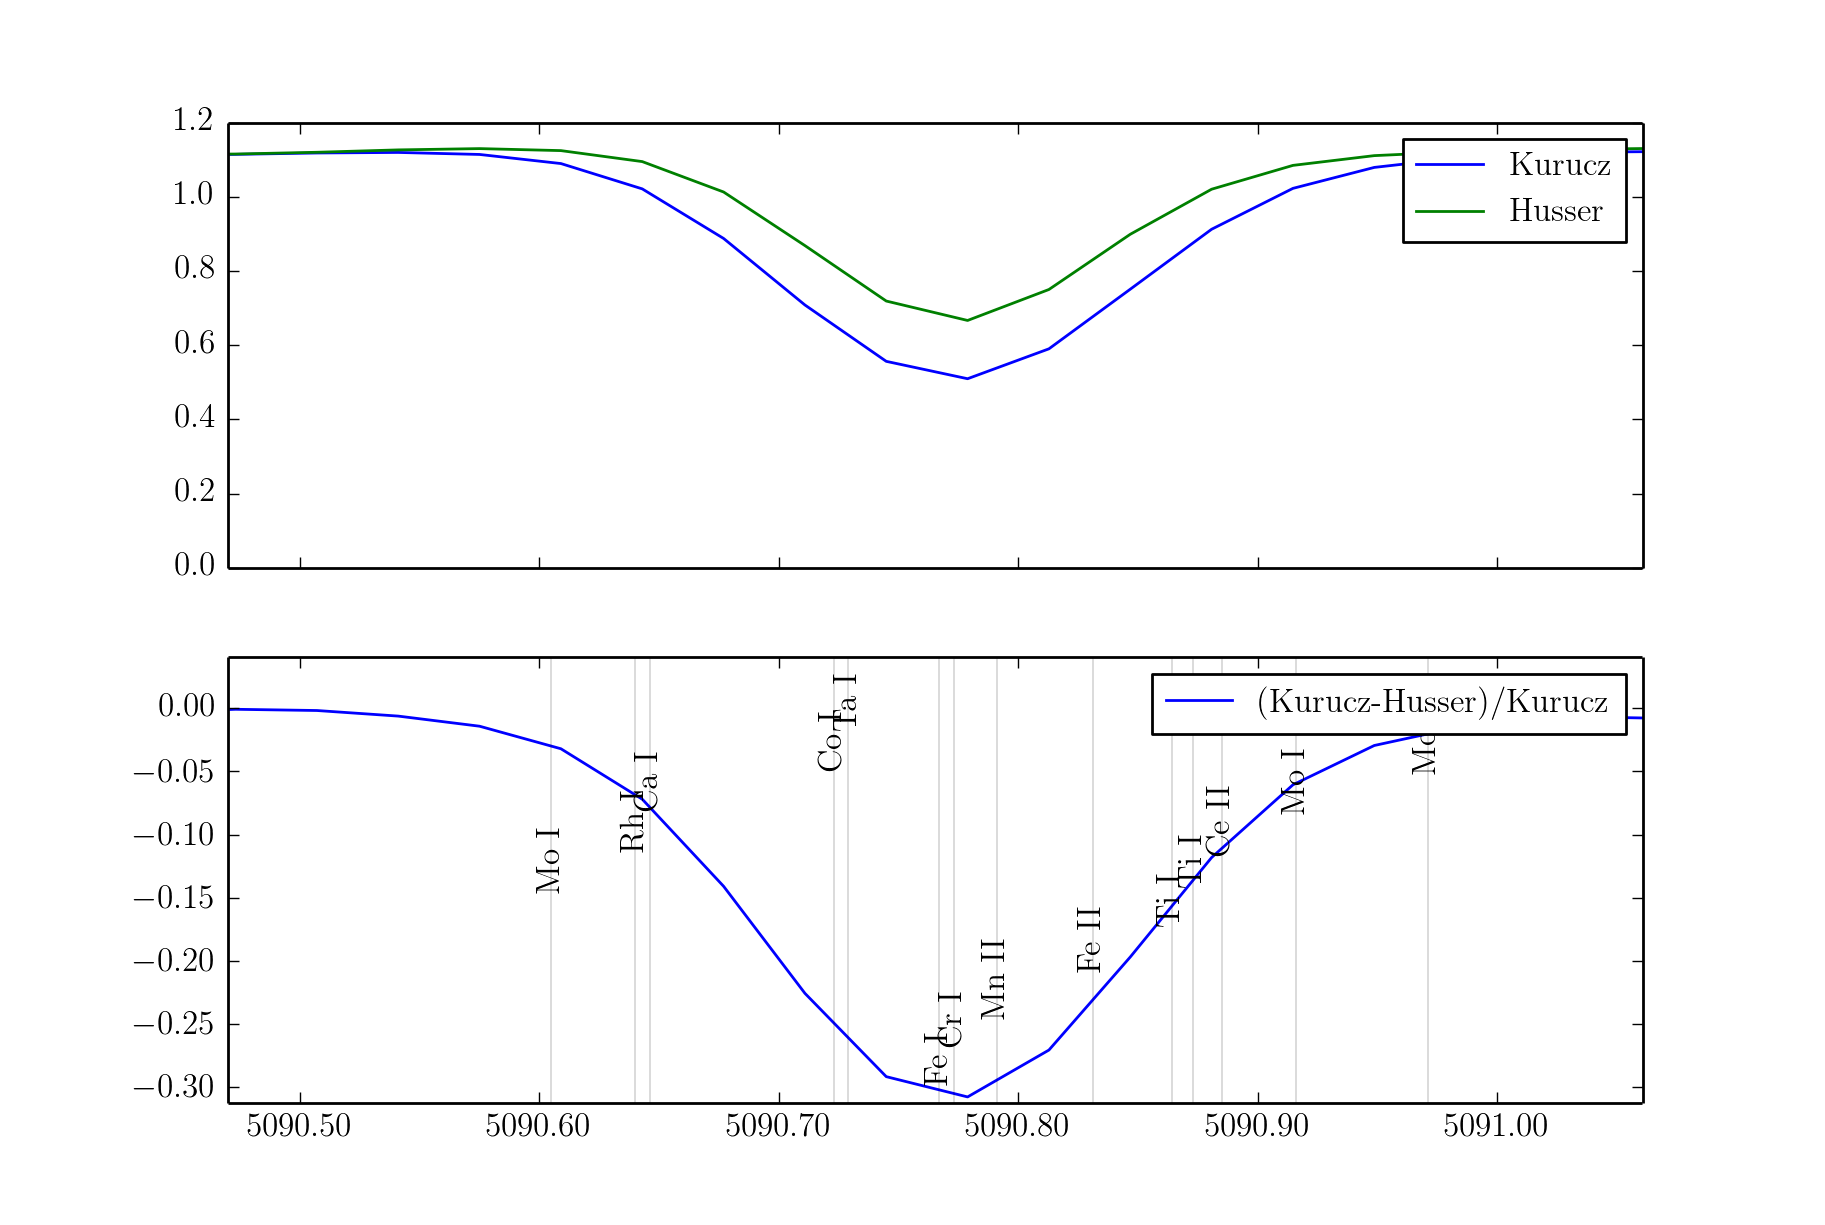 1.2
1.0
0.8
0.6
0.4
0.2
0.0
Kurucz
Husser
0.00
−0.05
−0.10
−0.15
−0.20
−0.25
−0.30
(Kurucz-Husser)/Kurucz
Mo I
Rh I
Ca I
Co I
Ta I
Fe I
Cr I
Mn II
Fe II
Ti I
Ti I
Ce II
Mo I
5090.50
5090.60
5090.70
5090.80
5090.90
5091.00